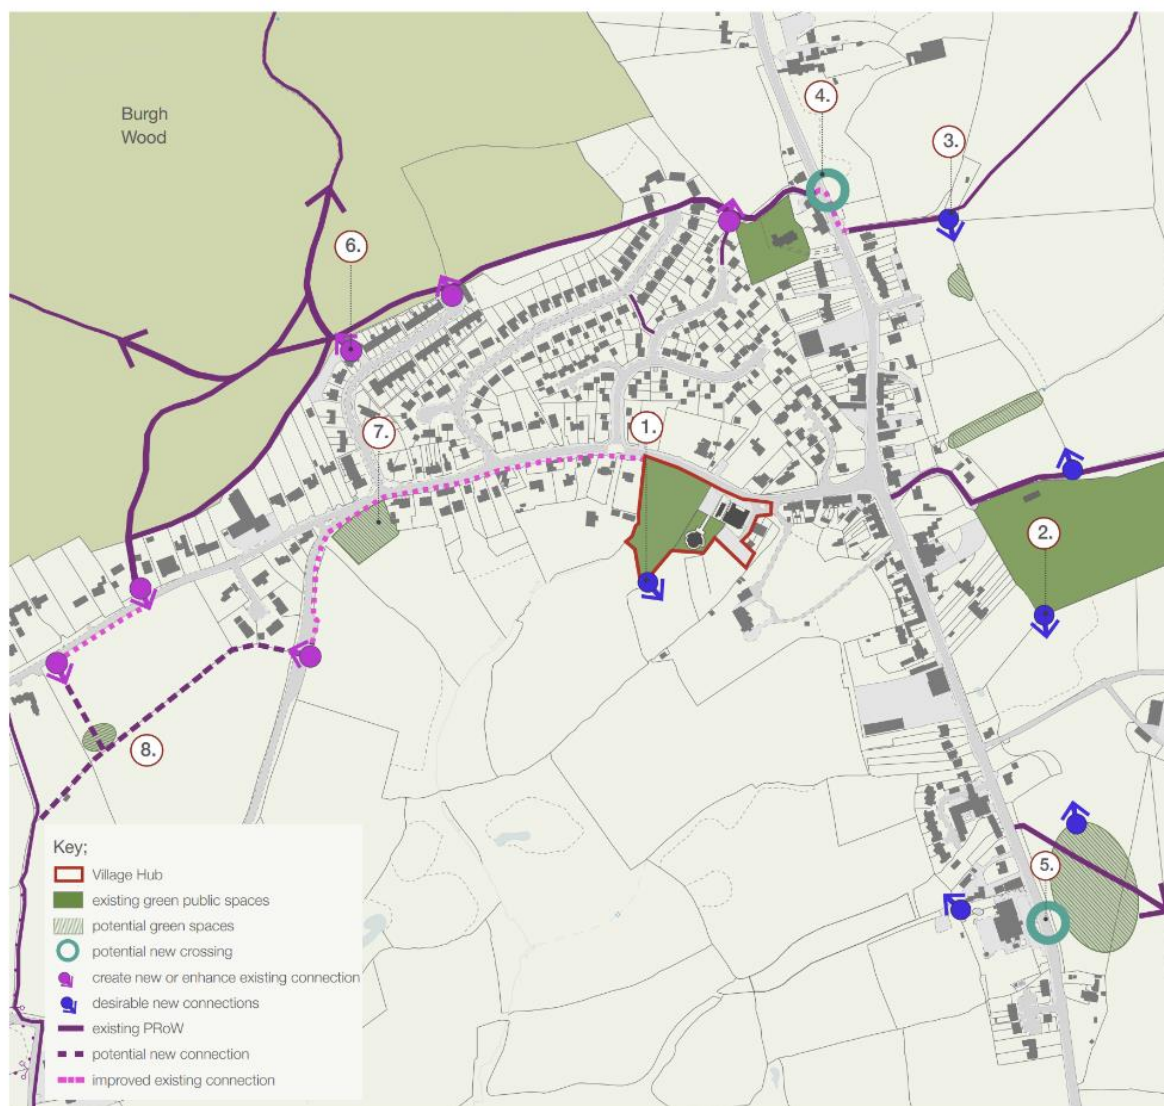 Burgh
Wood
4.
3.
6.
7.
1.
2.
8.
5.
Key;
Village Hub
existing green public spaces
potential green spaces
potential new crossing
create new or enhance existing connection
desirable new connections
existing PRoW
potential new connection
improved existing connection